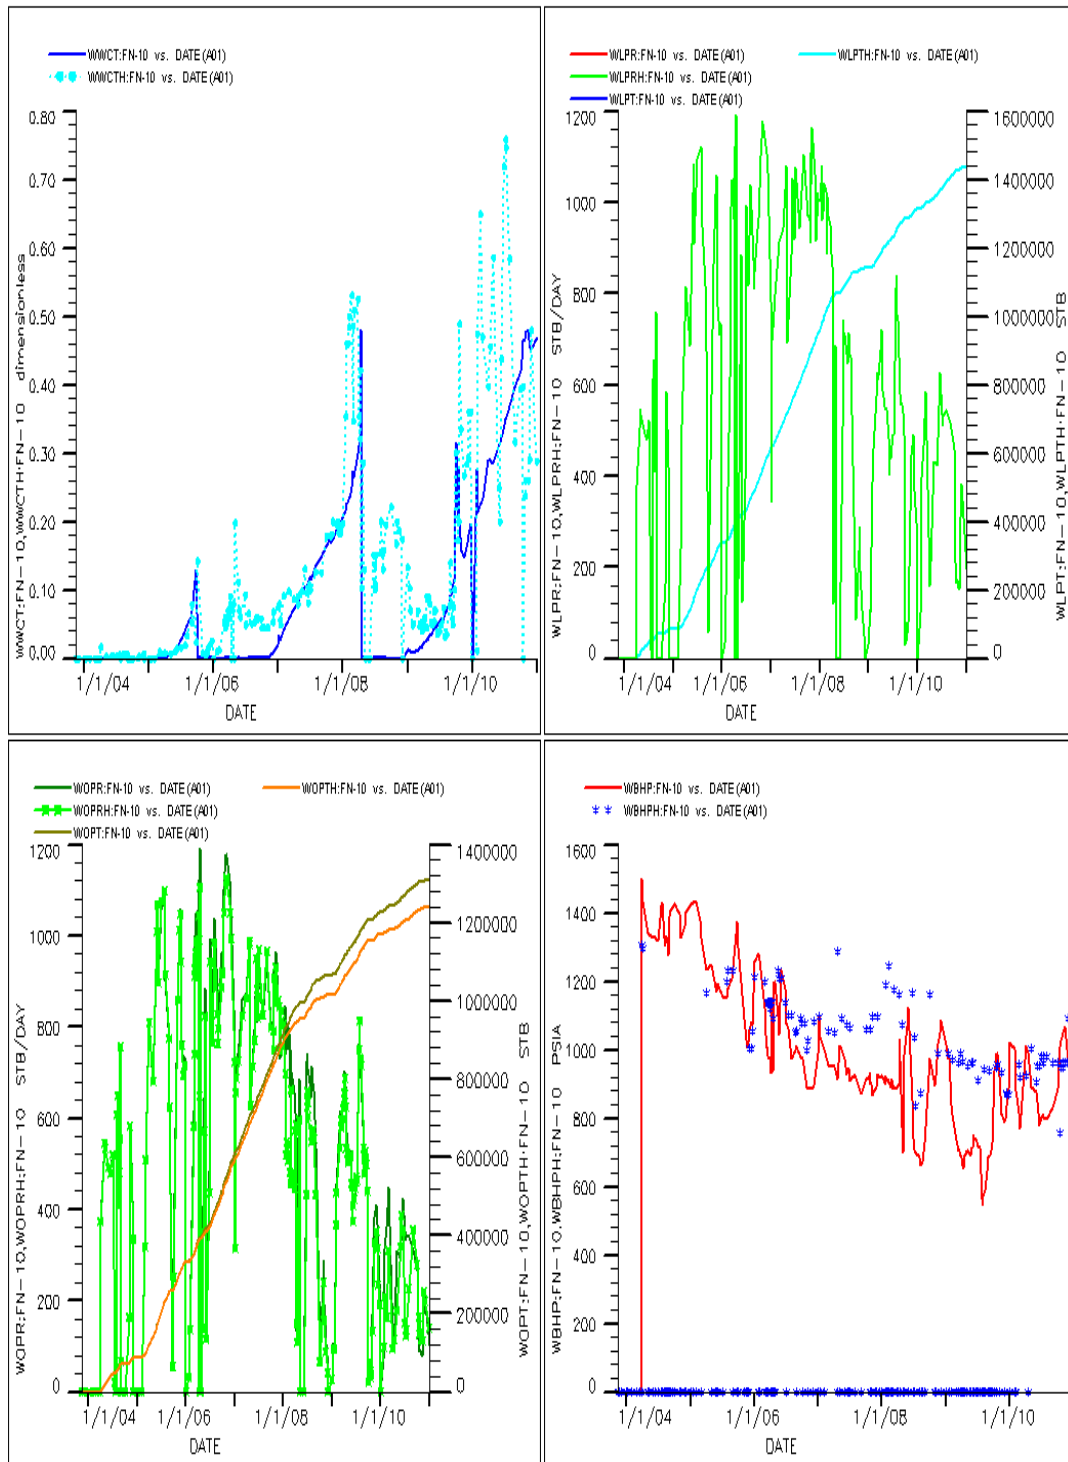 WWCT:FN-10 vs. DATE (A01)
WWCTH:FN-10 vs. DATE (A01)
0.80
0.70
0.60
0.50
0.40
0.30
0.20
0.10
0.00
WWCT:FN-10,WWCTH:FN-10 dimensionless
1/1/04
1/1/06
1/1/08
1/1/10
DATE
WLPR:FN-10 vs. DATE (A01)
WLPTH:FN-10 vs. DATE (A01)
WLPRH:FN-10 vs. DATE (A01)
WLPT:FN-10 vs. DATE (A01)
1200
1000
800
600
400
200
0
WLPR:FN-10,WLPRH:FN-10 STB/DAY
1600000
1400000
1200000
1000000
800000
600000
400000
200000
0
WLPT:FN-10,WLPTH:FN-10 STB
1/1/04
1/1/06
1/1/08
1/1/10
DATE
WOPR:FN-10 vs. DATE (A01)
WOPTH:FN-10 vs. DATE (A01)
WOPRH:FN-10 vs. DATE (A01)
WOPT:FN-10 vs. DATE (A01)
1200
1000
800
600
400
200
0
WOPR:FN-10,WOPRH:FN-10 STB/DAY
1400000
1200000
1000000
800000
600000
400000
200000
0
WOPT:FN-10,WOPTH:FN-10 STB
1/1/04
1/1/06
1/1/08
1/1/10
DATE
WBHP:FN-10 vs. DATE (A01)
WBHPH:FN-10 vs. DATE (A01)
1600
1400
1200
1000
800
600
400
200
0
WBHP:FN-10,WBHPH:FN-10 PSIA
1/1/04
1/1/06
1/1/08
1/1/10
DATE